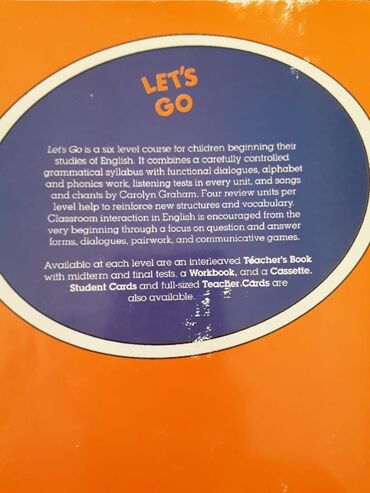 LET'S
GO
Let's Go is a six level course for children beginning their
studies of English. It combines a carefully controlled
grammatical syllabus with functional dialogues, alphabet
and phonics work, listening tests in every unit, and songs
and chants by Carolyn Graham. Four review units per
level help to reinforce new structures and vocabulary.
Classroom interaction in English is encouraged from the
very beginning through a focus on question and answer
forms, dialogues, pairwork, and communicative games.
Available at each level are an interleaved Teacher's Book
with midterm and final tests, a Workbook, and a Cassette.
Student Cards and full-sized Teacher Cards are
also available.